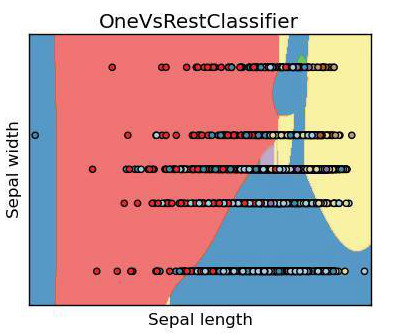 OneVsRestClassifier
Sepal width
Sepal length